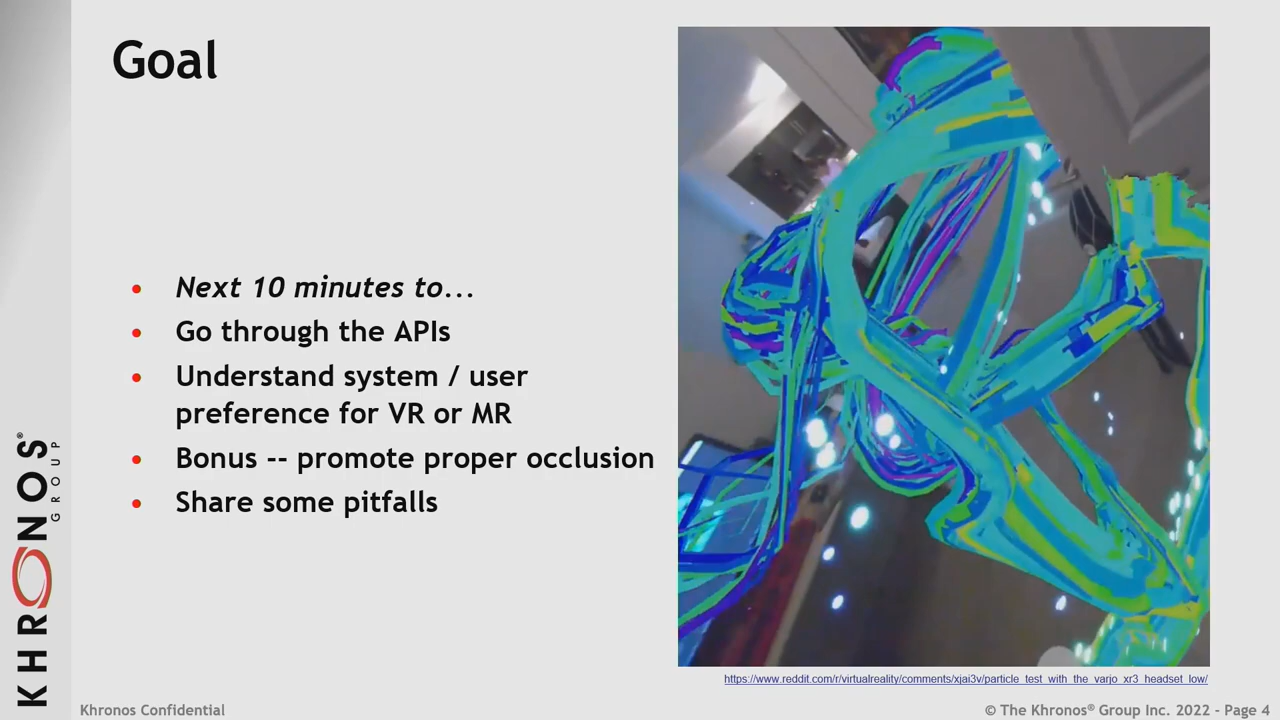 Goal
• Next 10 minutes to...
• Go through the APIs
• Understand system / user
preference for VR or MR
• Bonus -- promote proper occlusion
• Share some pitfalls
https://www.reddit.com/r/virtualreality/comments/xjai3v/particle_test_with_the_varjo_xr3_headset_low/
KHRONOS®
GROUP
Khronos Confidential
© The Khronos® Group Inc. 2022 - Page 4